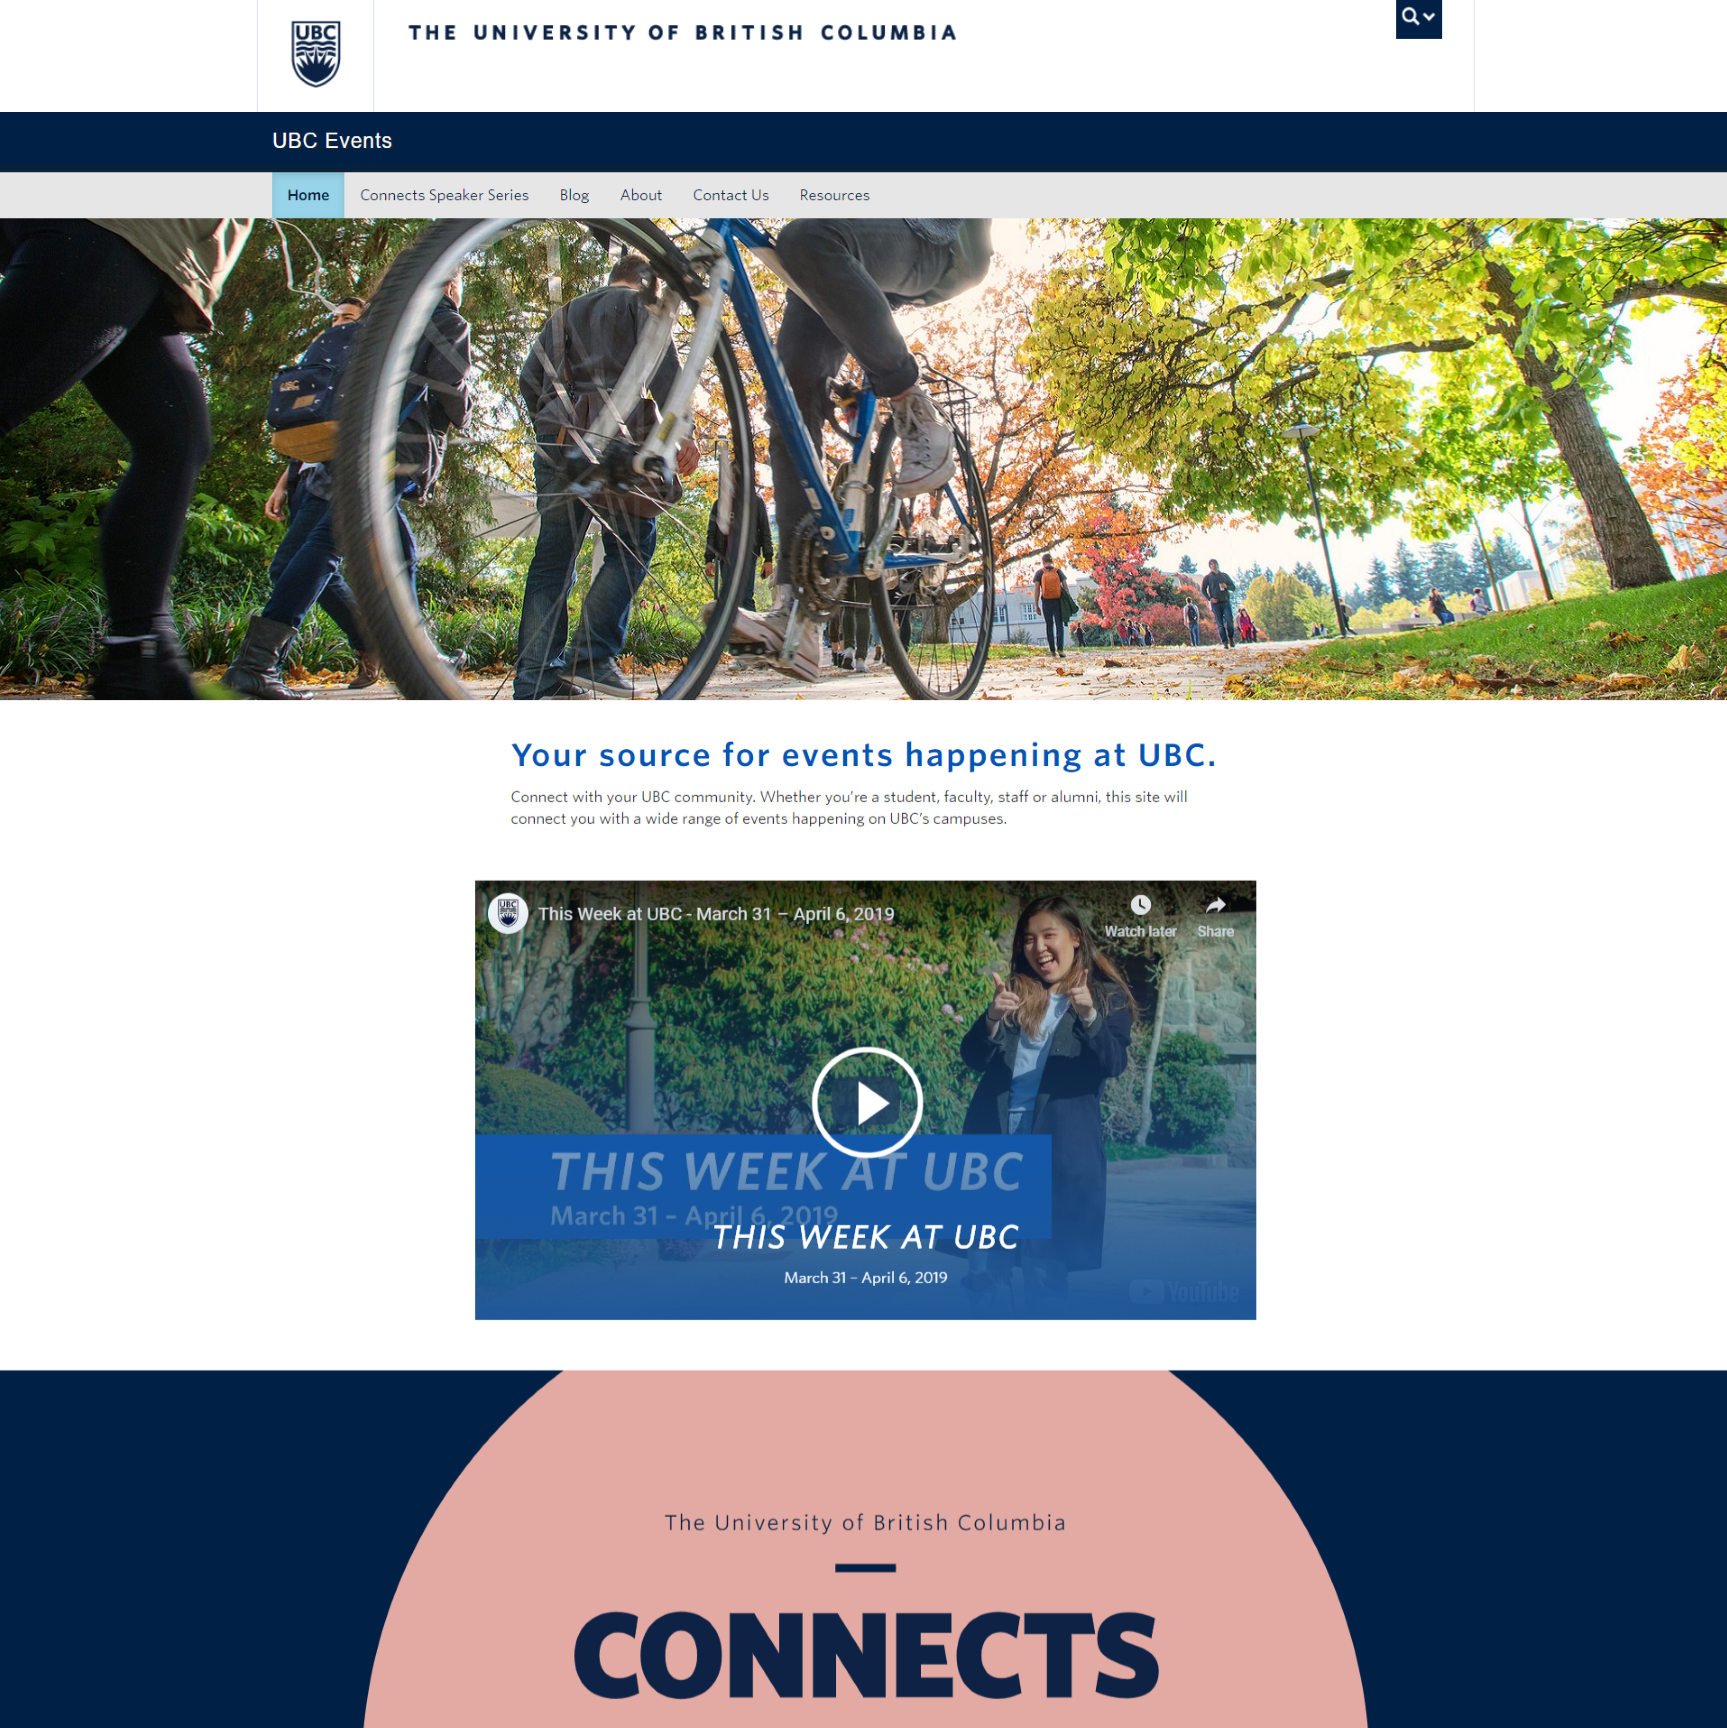 UBC
THE UNIVERSITY OF BRITISH COLUMBIA
UBC Events
Home Connects Speaker Series Blog About Contact Us Resources
UBC
Your source for events happening at UBC.
Connect with your UBC community. Whether you're a student, faculty, staff or alumni, this site will
connect you with a wide range of events happening on UBC's campuses.
UBC
This Week at UBC - March 31 – April 6, 2019
Watch later Share
THIS WEEK AT UBC
March 31 – April 6, 2019
THIS WEEK AT UBC
March 31 – April 6, 2019
YouTube
The University of British Columbia
CONNECTS